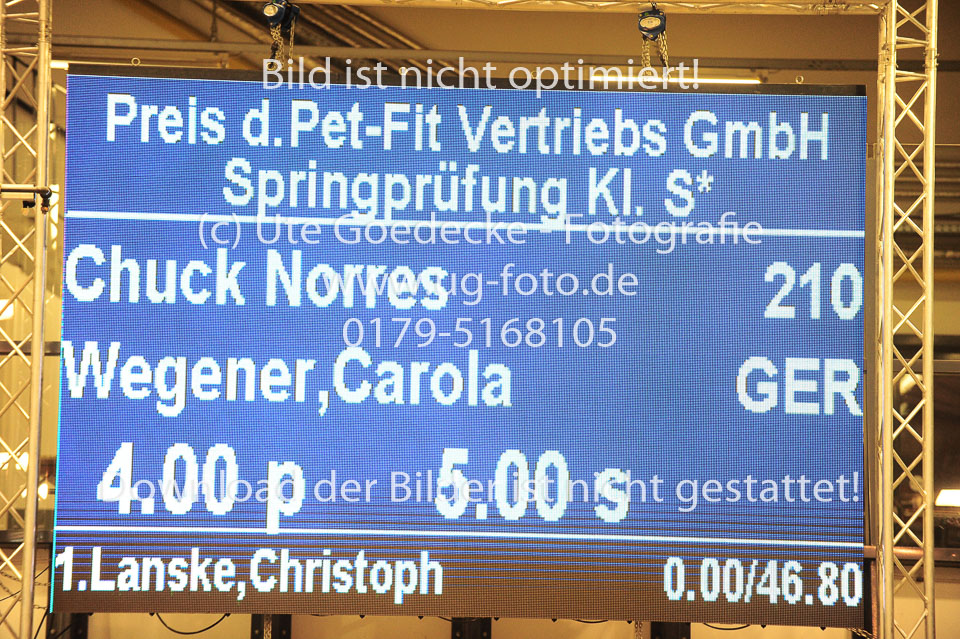 Bild ist nicht optimiert!
Preis d.Pet-Fit Vertriebs GmbH
Springprüfung Kl. S*
(c) Ute Goedecke - Fotografie
Chuck Norres 210
www.ug-foto.de
0179-5168105
Wegener,Carola GER
4.00 p 5.00 s
Download der Bilder ist nicht gestattet!
1.Lanske,Christoph 0.00/46.80